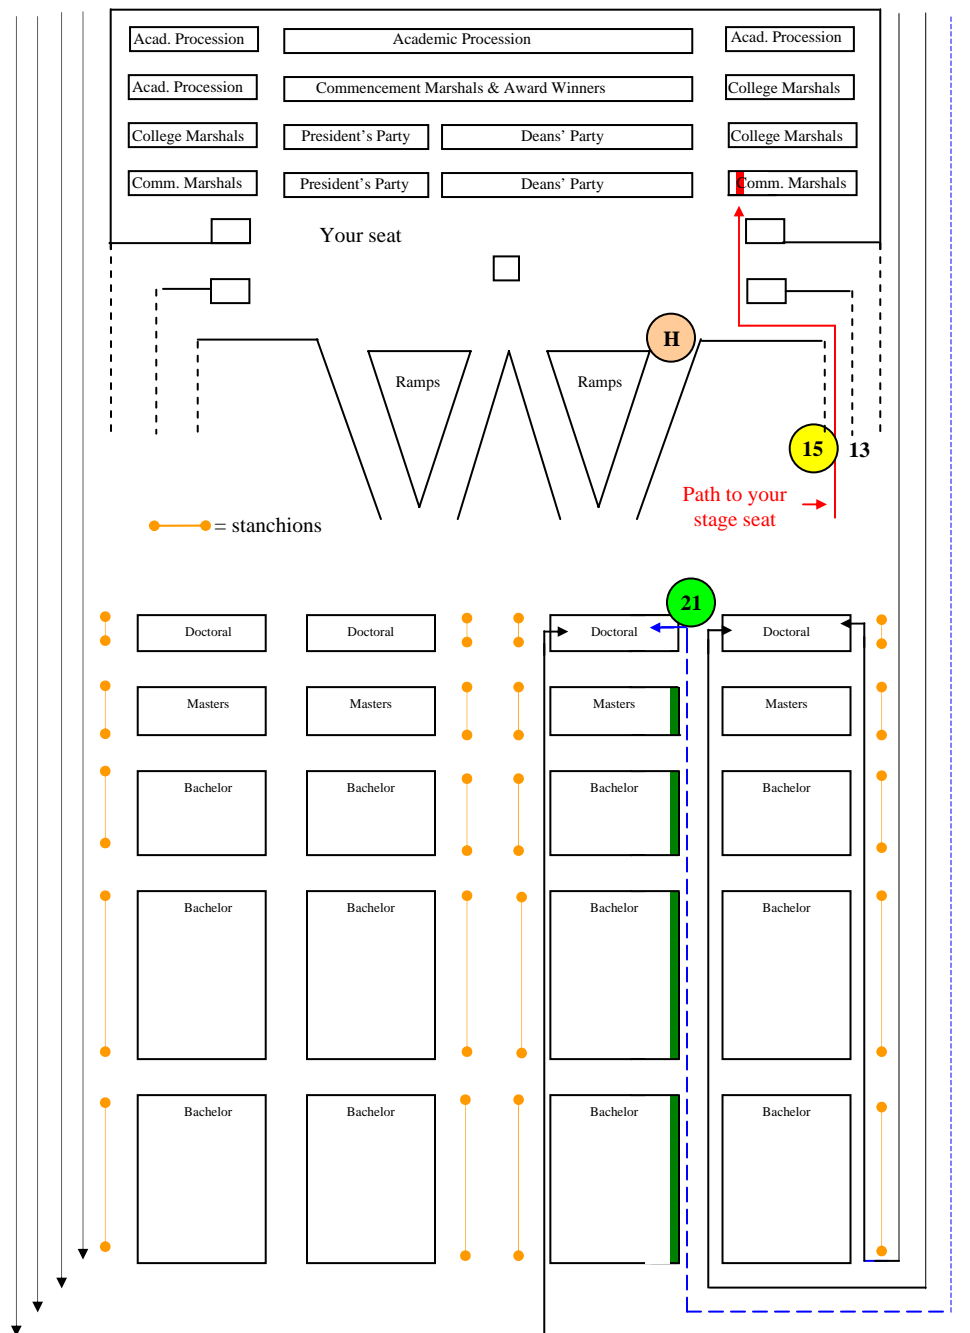 Acad. Procession Academic Procession Acad. Procession
Acad. Procession Commencement Marshals & Award Winners College Marshals
College Marshals President's Party Deans' Party College Marshals
Comm. Marshals President's Party Deans' Party Comm. Marshals
Your seat
H
Ramps Ramps
15 13
Path to your
stage seat
= stanchions
21
Doctoral Doctoral Doctoral Doctoral
Masters Masters Masters Masters
Bachelor Bachelor Bachelor Bachelor
Bachelor Bachelor Bachelor Bachelor
Bachelor Bachelor Bachelor Bachelor